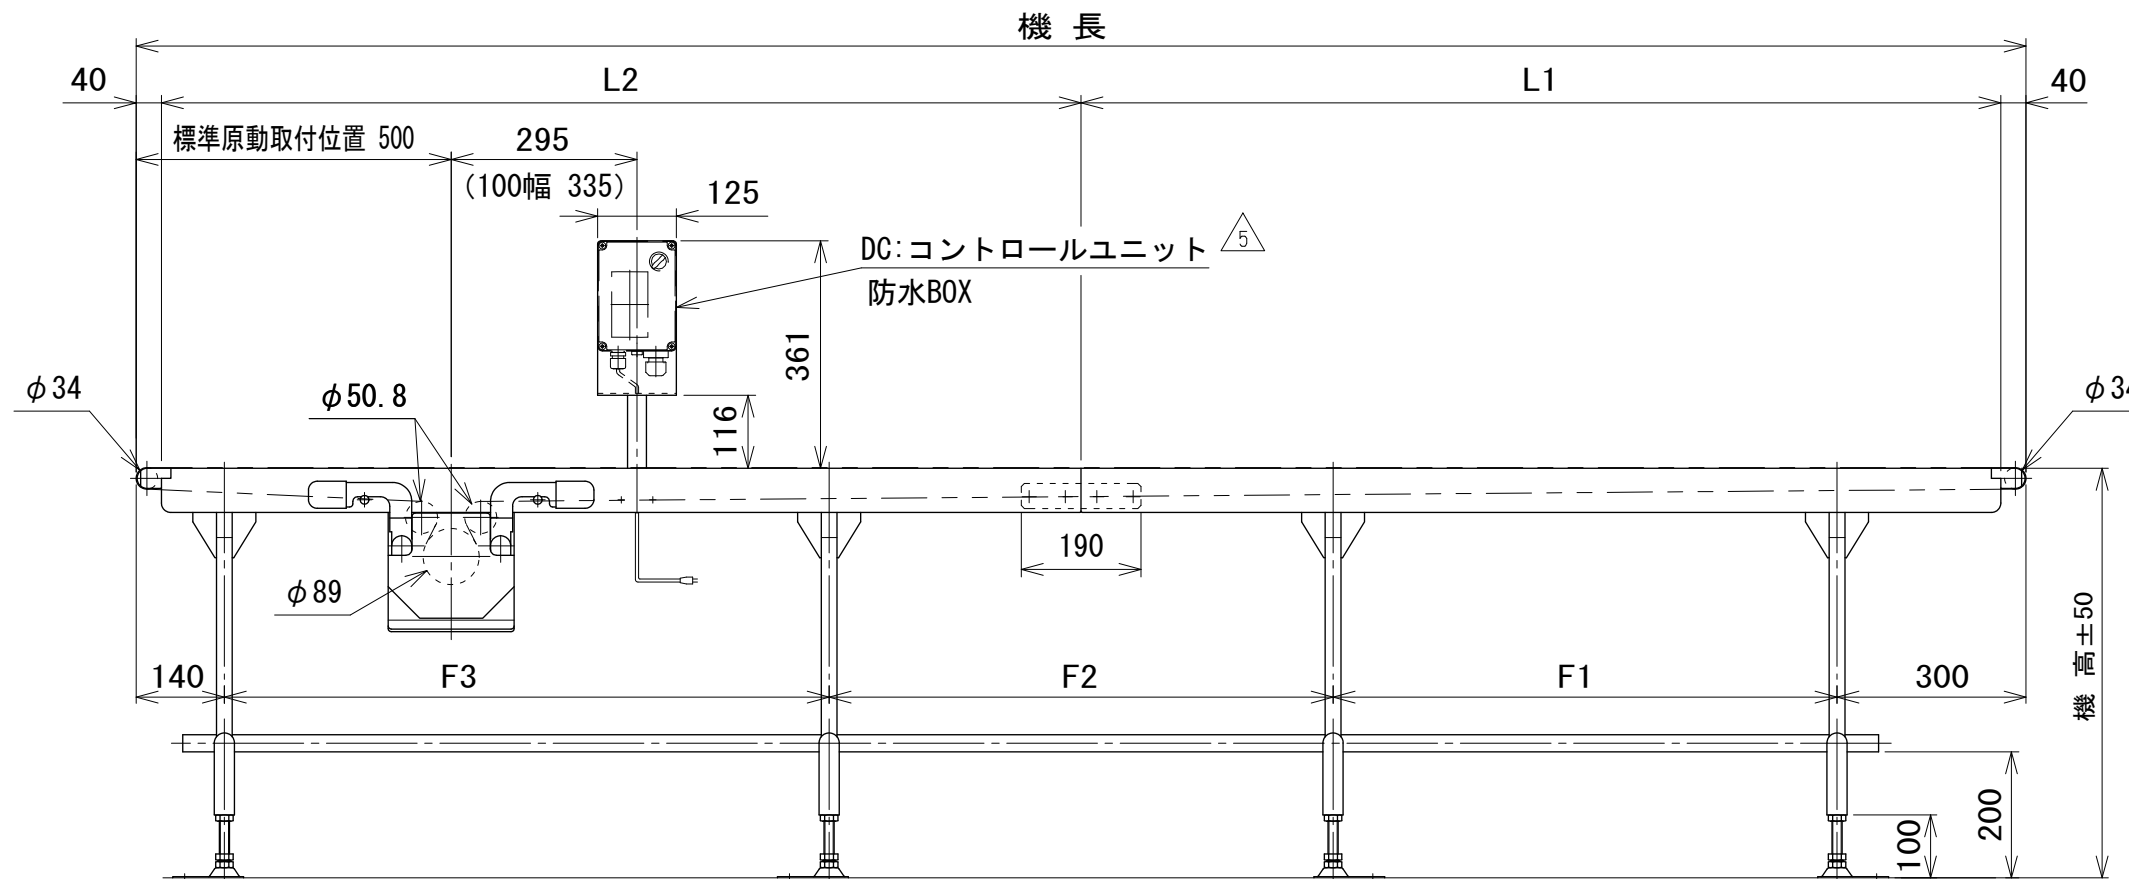 機 長
40
L2
L1
40
標準原動取付位置 500
295
(100幅 335)
125
DC:コントロールユニット
5
防水BOX
361
116
φ34
φ50.8
φ34
190
φ89
140
F3
F2
F1
300
機 高±50
100
200